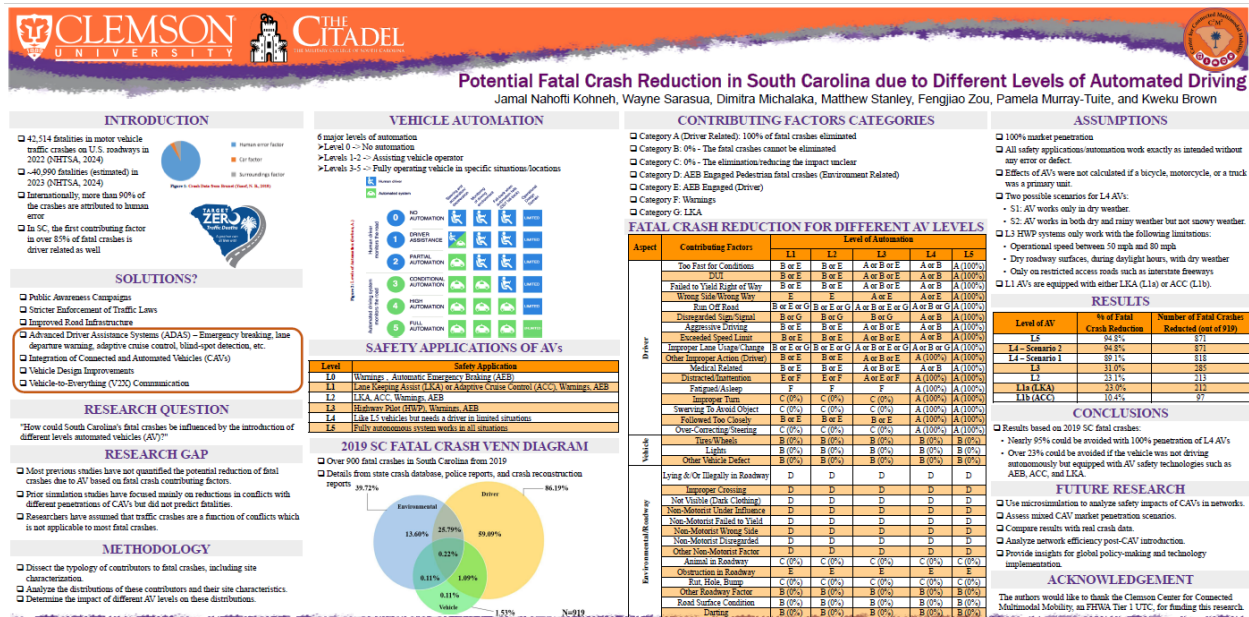 CLEMSON
UNIVERSITY
THE
CITADEL
THE MILITARY COLLEGE OF SOUTH CAROLINA
Potential Fatal Crash Reduction in South Carolina due to Different Levels of Automated Driving
Jamal Nahofti Kohneh, Wayne Sarasua, Dimitra Michalaka, Matthew Stanley, Fengjiao Zou, Pamela Murray-Tuite, and Kweku Brown
INTRODUCTION
42,514 fatalities in motor vehicle
traffic crashes on U.S. roadways in
2022 (NHTSA, 2024)
~40,990 fatalities (estimated) in
2023 (NHTSA, 2024)
Internationally, more than 90% of
the crashes are attributed to human
error
In SC, the first contributing factor
in over 85% of fatal crashes is
driver related as well
Human error factor
Car factor
Surroundings factor
TARGET
ZERO
Traffic Deaths
SOLUTIONS?
Public Awareness Campaigns
Stricter Enforcement of Traffic Laws
Improved Road Infrastructure
Advanced Driver Assistance Systems (ADAS) – Emergency breaking, lane
departure warning, adaptive cruise control, blind-spot detection, etc.
Integration of Connected and Automated Vehicles (CAVs)
Vehicle Design Improvements
Vehicle-to-Everything (V2X) Communication
RESEARCH QUESTION
"How could South Carolina's fatal crashes be influenced by the introduction of
different levels automated vehicles (AV)?"
RESEARCH GAP
Most previous studies have not quantified the potential reduction of fatal
crashes due to AV based on fatal crash contributing factors.
Prior simulation studies have focused mainly on reductions in conflicts with
different penetrations of CAVs but did not predict fatalities.
Researchers have assumed that traffic crashes are a function of conflicts which
is not applicable to most fatal crashes.
METHODOLOGY
Dissect the typology of contributors to fatal crashes, including site
characterization.
Analyze the distributions of these contributors and their site characteristics.
Determine the impact of different AV levels on these distributions.
VEHICLE AUTOMATION
6 major levels of automation
Level 0 -> No automation
Levels 1-2 -> Assisting vehicle operator
Levels 3-5 -> Fully operating vehicle in specific situations/locations
Human driver
Automated system
0 NO AUTOMATION LIMITED
1 DRIVER ASSISTANCE LIMITED
2 PARTIAL AUTOMATION LIMITED
3 CONDITIONAL AUTOMATION LIMITED
4 HIGH AUTOMATION LIMITED
5 FULL AUTOMATION
SAFETY APPLICATIONS OF AVs
Level Safety Application
L0 Warnings , Automatic Emergency Braking (AEB)
L1 Lane Keeping Assist (LKA) or Adaptive Cruise Control (ACC), Warnings, AEB
L2 LKA, ACC, Warnings, AEB
L3 Highway Pilot (HWP), Warnings, AEB
L4 Like L5 vehicles but needs a driver in limited situations
L5 Fully autonomous system works in all situations
2019 SC FATAL CRASH VENN DIAGRAM
Over 900 fatal crashes in South Carolina from 2019
Details from state crash database, police reports, and crash reconstruction
reports
39.72%
86.19%
Environmental
Driver
25.79%
13.60%
59.09%
0.22%
0.11%
1.09%
0.11%
Vehicle
1.53%
N=919
CONTRIBUTING FACTORS CATEGORIES
Category A (Driver Related): 100% of fatal crashes eliminated
Category B: 0% - The fatal crashes cannot be eliminated
Category C: 0% - The elimination/reducing the impact unclear
Category D: AEB Engaged Pedestrian fatal crashes (Environment Related)
Category E: AEB Engaged (Driver)
Category F: Warnings
Category G: LKA
FATAL CRASH REDUCTION FOR DIFFERENT AV LEVELS
Aspect Contributing Factors Level of Automation
L1 L2 L3 L4 L5
Driver
Too Fast for Conditions B or E B or E A or B or E A or B A (100%)
DUI B or E B or E A or B or E A or B A (100%)
Failed to Yield Right of Way B or E B or E A or B or E A or B A (100%)
Wrong Side/Wrong Way E E A or E A or E A (100%)
Run Off Road B or E or G B or E or G A or B or E or G A or B or G A (100%)
Disregarded Sign/Signal B or G B or G A or B or G A or B A (100%)
Aggressive Driving B or E B or E A or B or E A or B A (100%)
Exceeded Speed Limit B or E B or E A or B or E A or B A (100%)
Improper Lane Usage/Change B or E or G B or E or G A or B or E or G A or B or G A (100%)
Other Improper Action (Driver) B or E B or E A or B or E A (100%) A (100%)
Medical Related B or E B or E A or B or E A or B A (100%)
Distracted/Inattention E or F E or F A or E or F A (100%) A (100%)
Fatigued/Asleep F F F A (100%) A (100%)
Improper Turn C (0%) C (0%) C (0%) A (100%) A (100%)
Swerving To Avoid Object C (0%) C (0%) C (0%) A (100%) A (100%)
Followed Too Closely B or E B or E B or E A (100%) A (100%)
Over-Correcting/Steering C (0%) C (0%) C (0%) A (100%) A (100%)
Vehicle
Tires/Wheels B (0%) B (0%) B (0%) B (0%) B (0%)
Lights B (0%) B (0%) B (0%) B (0%) B (0%)
Other Vehicle Defect B (0%) B (0%) B (0%) B (0%) B (0%)
Environmental/Roadway
Lying &/Or Illegally in Roadway D D D D D
Improper Crossing D D D D D
Not Visible (Dark Clothing) D D D D D
Non-Motorist Under Influence D D D D D
Non-Motorist Failed to Yield D D D D D
Non-Motorist Wrong Side D D D D D
Non-Motorist Disregarded D D D D D
Other Non-Motorist Factor D D D D D
Animal in Roadway C (0%) C (0%) C (0%) C (0%) C (0%)
Obstruction in Roadway E E E E E
Rut, Hole, Bump C (0%) C (0%) C (0%) C (0%) C (0%)
Other Roadway Factor B (0%) B (0%) B (0%) B (0%) B (0%)
Road Surface Condition B (0%) B (0%) B (0%) B (0%) B (0%)
Darting B (0%) B (0%) B (0%) B (0%) B (0%)
ASSUMPTIONS
100% market penetration
All safety applications/automation work exactly as intended without
any error or defect.
Effects of AVs were not calculated if a bicycle, motorcycle, or a truck
was a primary unit.
Two possible scenarios for L4 AVs:
S1: AV works only in dry weather.
S2: AV works in both dry and rainy weather but not snowy weather.
L3 HWP systems only work with the following limitations:
Operational speed between 50 mph and 80 mph
Dry roadway surfaces, during daylight hours, with dry weather
Only on restricted access roads such as interstate freeways
L1 AVs are equipped with either LKA (L1a) or ACC (L1b).
RESULTS
Level of AV % of Fatal Crash Reduction Number of Fatal Crashes Reducted (out of 919)
L5 94.8% 871
L4 – Scenario 2 94.8% 871
L4 – Scenario 1 89.1% 818
L3 31.0% 285
L2 23.1% 213
L1a (LKA) 23.0% 212
L1b (ACC) 10.4% 97
CONCLUSIONS
Results based on 2019 SC fatal crashes:
Nearly 95% could be avoided with 100% penetration of L4 AVs
Over 23% could be avoided if the vehicle was not driving
autonomously but equipped with AV safety technologies such as
AEB, ACC, and LKA.
FUTURE RESEARCH
Use microsimulation to analyze safety impacts of CAVs in networks.
Assess mixed CAV market penetration scenarios.
Compare results with real crash data.
Analyze network efficiency post-CAV introduction.
Provide insights for global policy-making and technology
implementation.
ACKNOWLEDGEMENT
The authors would like to thank the Clemson Center for Connected
Multimodal Mobility, an FHWA Tier 1 UTC, for funding this research.